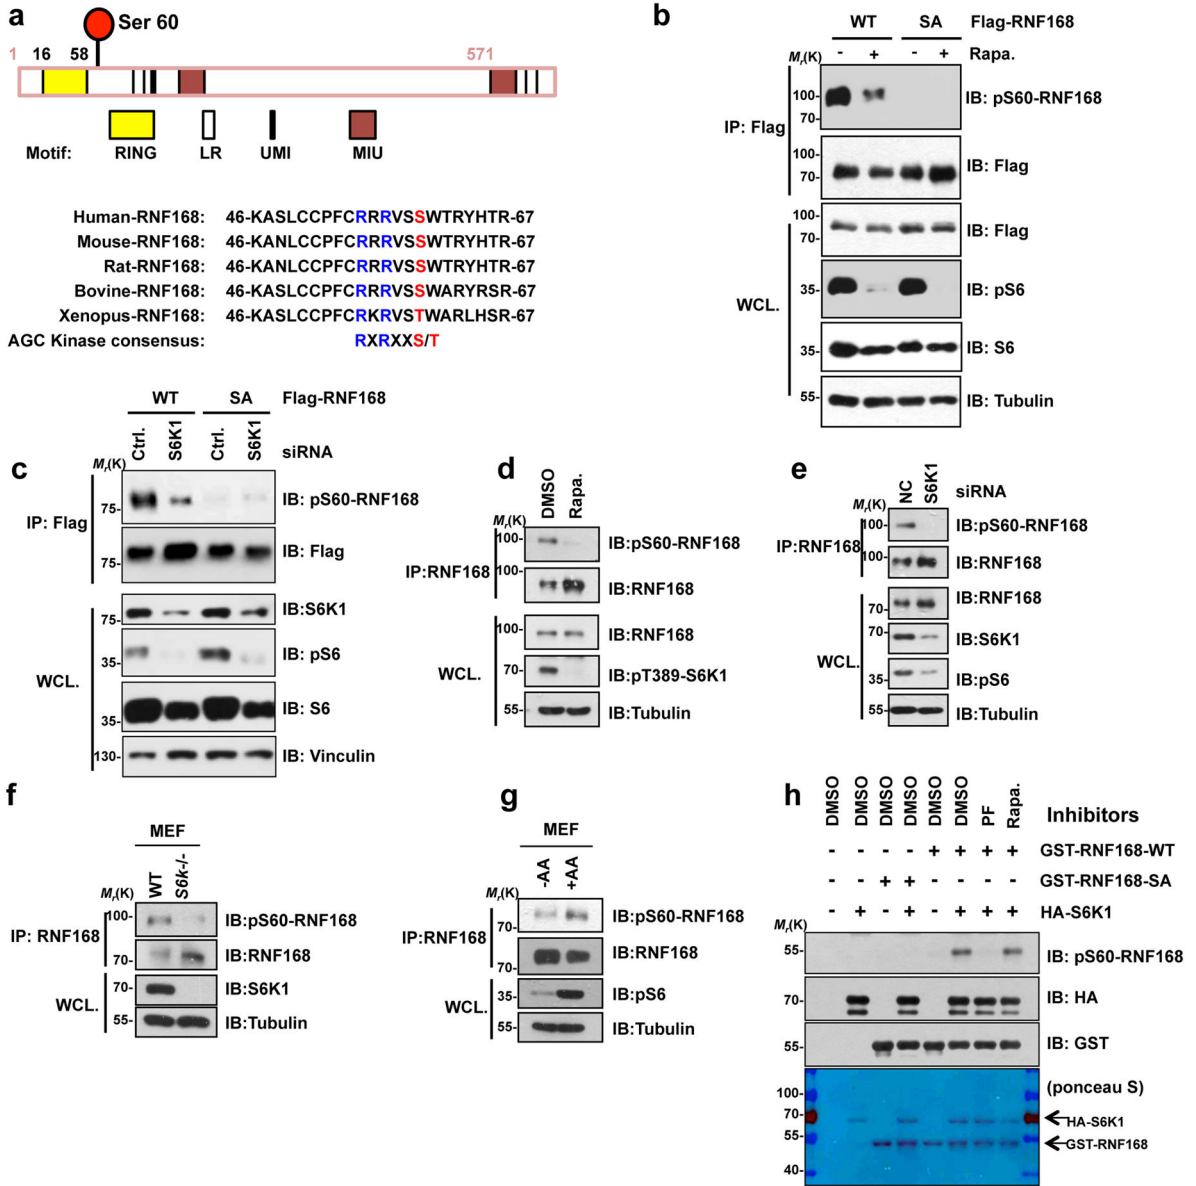 a
Ser 60
1 16 58 571
Motif: RING LR UMI MIU
Human-RNF168: 46-KASLCCPFCRRRVSSWTRYHTR-67
Mouse-RNF168: 46-KANLCCPFCRRRVSSWTRYHTR-67
Rat-RNF168: 46-KANLCCPFCRRRVSSWTRYHTR-67
Bovine-RNF168: 46-KASLCCPFCRRRVSSWARYRSR-67
Xenopus-RNF168: 46-KASLCCPFCRKRVSTWARLHSR-67
AGC Kinase consensus: RXRXXS/T
b
WT SA Flag-RNF168
- + - + Rapa.
Mr(K)
IP: Flag
100-
70-
IB: pS60-RNF168
100-
70-
IB: Flag
WCL.
100-
70-
IB: Flag
35-
IB: pS6
35-
IB: S6
55-
IB: Tubulin
c
WT SA Flag-RNF168
Ctrl. S6K1 Ctrl. S6K1 siRNA
Mr(K)
IP: Flag
75-
IB: pS60-RNF168
75-
IB: Flag
WCL.
75-
IB:S6K1
35-
IB: pS6
35-
IB: S6
130-
IB: Vinculin
d
DMSO Rapa.
Mr(K)
IP:RNF168
100-
IB:pS60-RNF168
100-
IB:RNF168
WCL.
100-
IB:RNF168
70-
IB:pT389-S6K1
55-
IB:Tubulin
e
NC S6K1 siRNA
Mr(K)
IP:RNF168
100-
IB:pS60-RNF168
100-
IB:RNF168
WCL.
70-
IB:RNF168
70-
IB:S6K1
35-
IB:pS6
55-
IB:Tubulin
f
MEF
WT S6k-/-
Mr(K)
IP: RNF168
100-
IB:pS60-RNF168
70-
IB:RNF168
WCL.
70-
IB:S6K1
55-
IB:Tubulin
g
MEF
-AA +AA
Mr(K)
IP:RNF168
70-
IB:pS60-RNF168
70-
IB:RNF168
WCL.
35-
IB:pS6
55-
IB:Tubulin
h
DMSO DMSO DMSO DMSO DMSO DMSO PF Rapa. Inhibitors
- - - - + + + + GST-RNF168-WT
- - + + - - - - GST-RNF168-SA
- + - + - + + + HA-S6K1
Mr(K)
55-
IB: pS60-RNF168
70-
IB: HA
55-
IB: GST
(ponceau S)
100-
70-
HA-S6K1
55-
GST-RNF168
40-